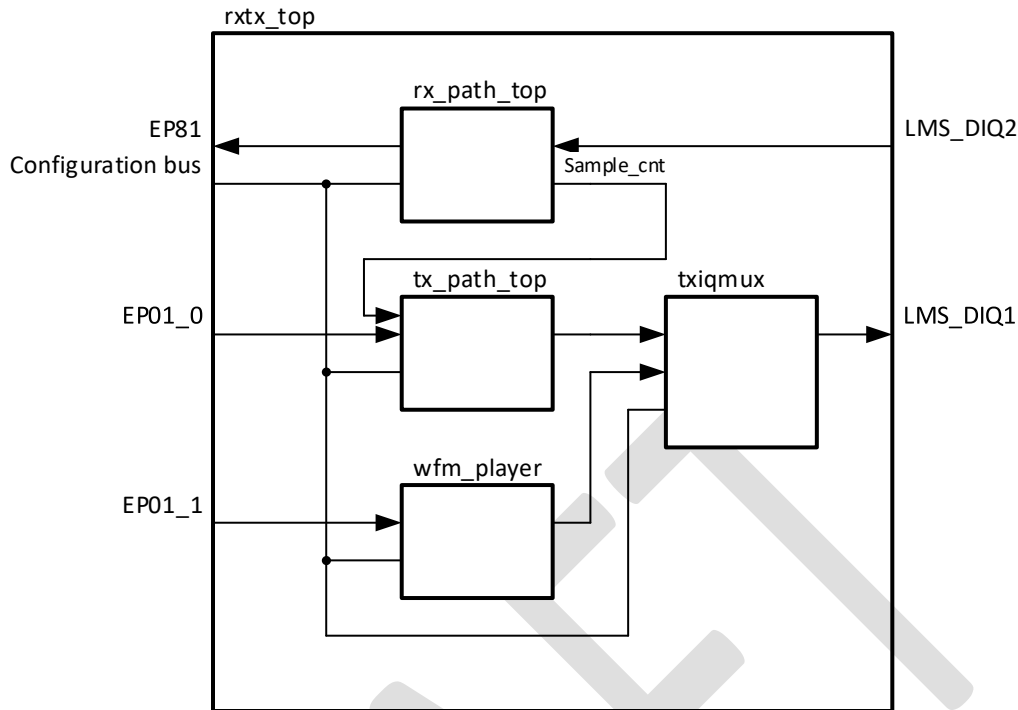 rxtx_top
rx_path_top
EP81
LMS_DIQ2
Configuration bus
Sample_cnt
tx_path_top
txiqmux
EP01_0
LMS_DIQ1
wfm_player
EP01_1